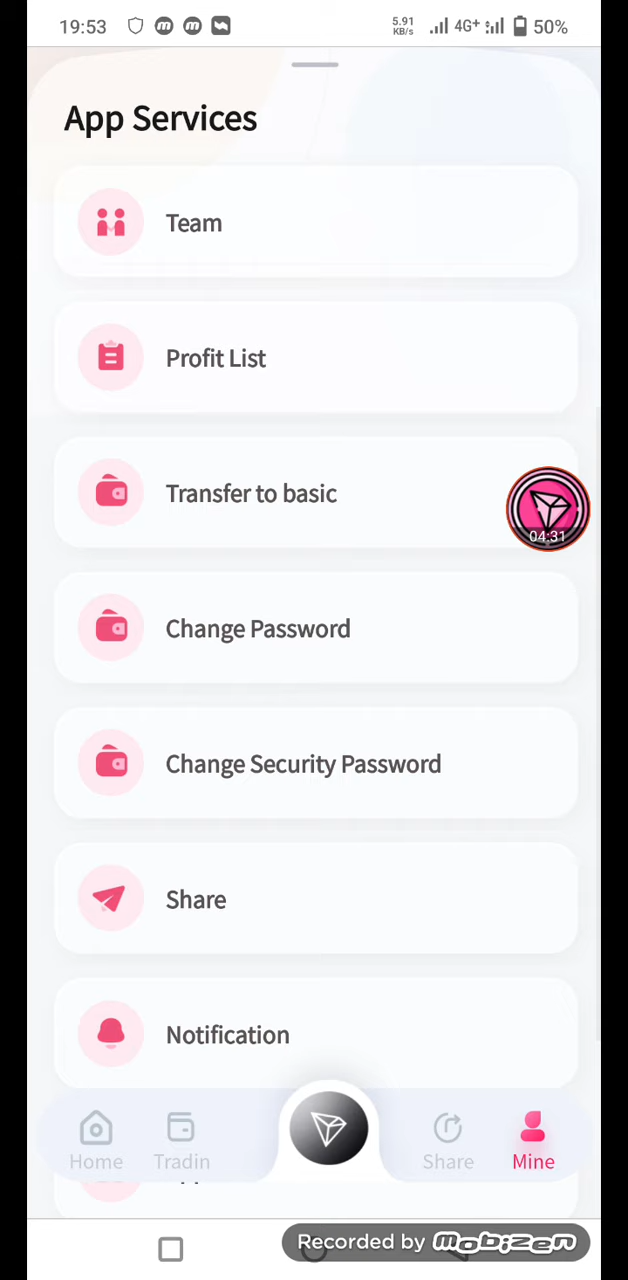 19:53 5.91 KB/s 4G+ 50%
App Services
Team
Profit List
Transfer to basic
04:31
Change Password
Change Security Password
Share
Notification
Home Tradin Share Mine
Recorded by mobizen